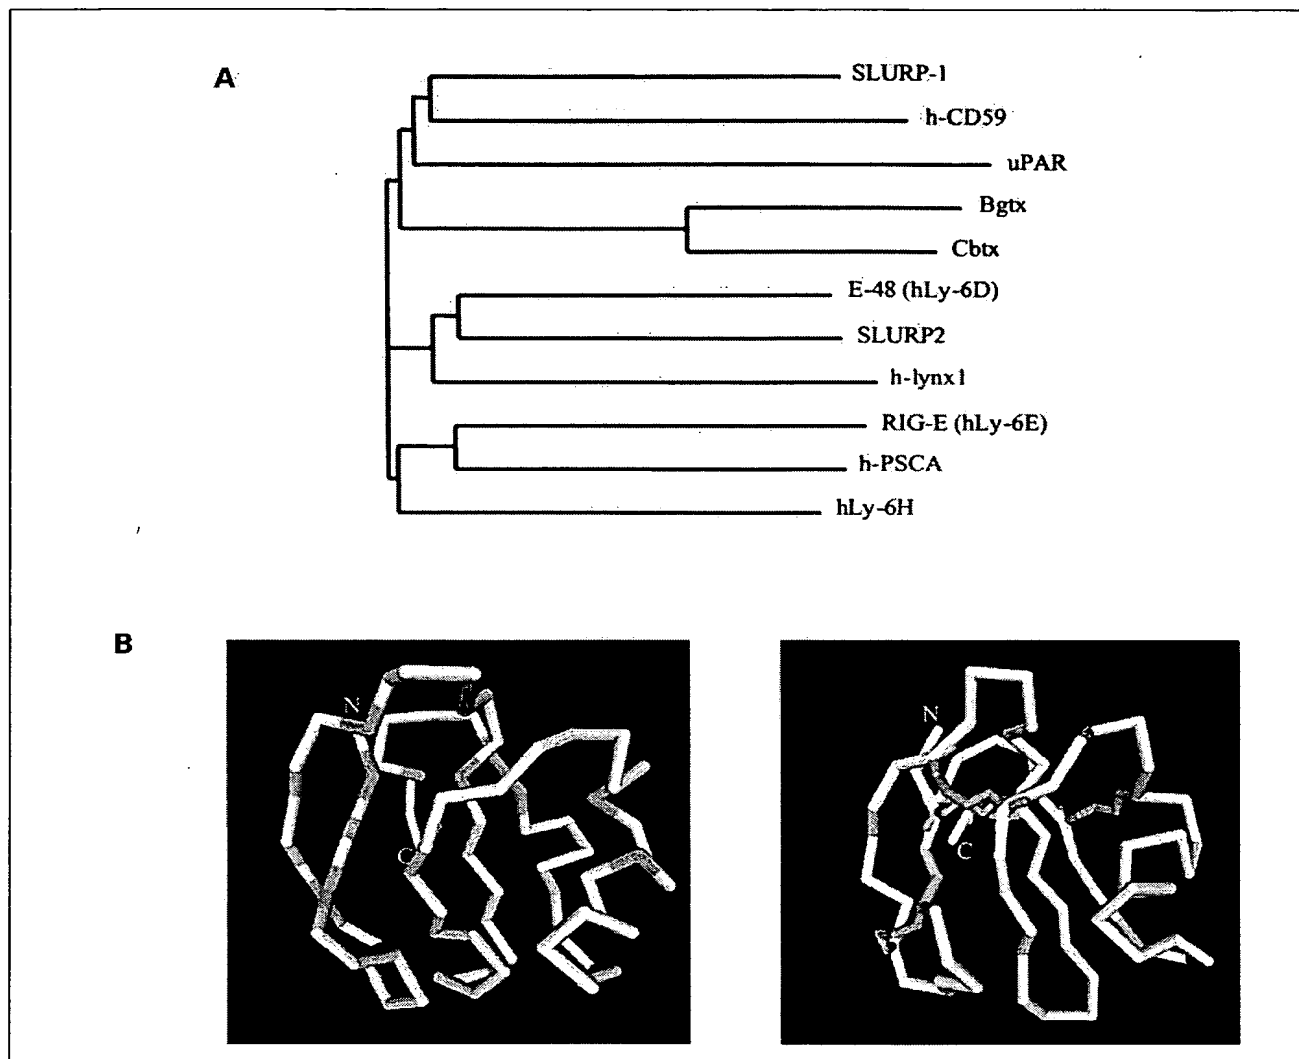 A
SLURP-1
h-CD59
uPAR
Bgtx
Cbtx
E-48 (hLy-6D)
SLURP2
h-lynx1
RIG-E (hLy-6E)
h-PSCA
hLy-6H
B
N
C
N
C